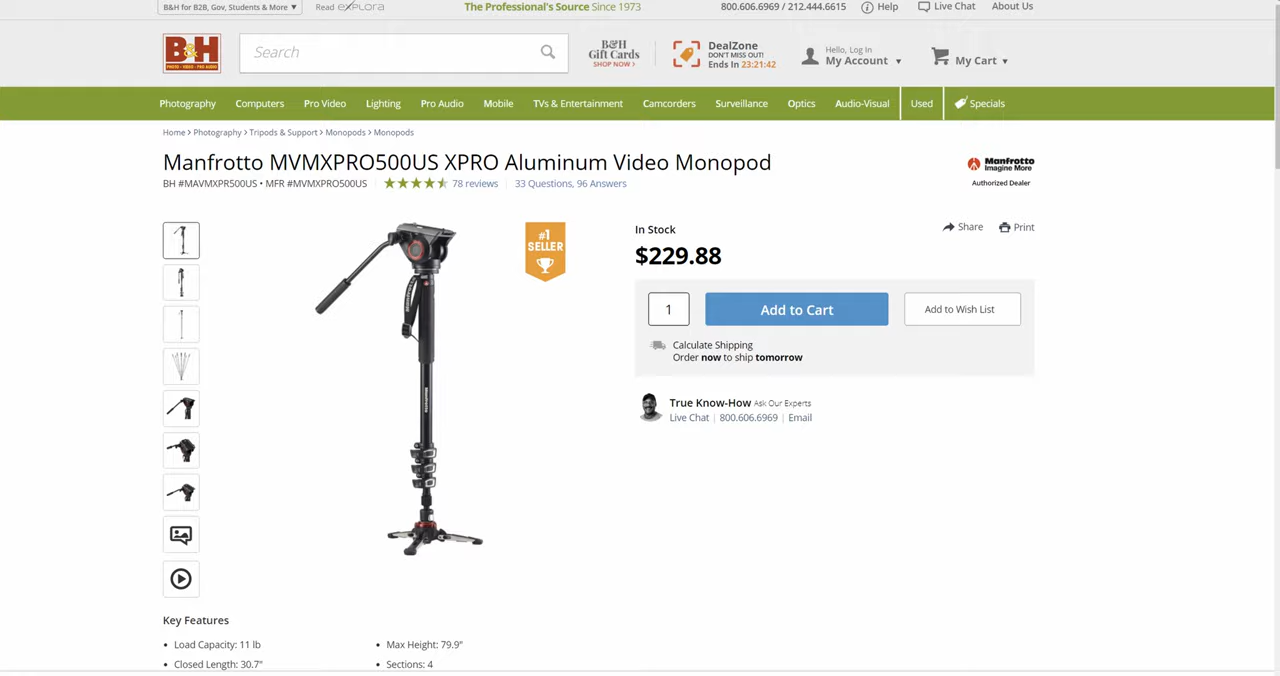 B&H for B2B, Gov, Students & More ▼
Read explora
The Professional's Source Since 1973
800.606.6969 / 212.444.6615
Help
Live Chat
About Us
B&H
PHOTO • VIDEO • PRO AUDIO
Search
B&H
Gift Cards
SHOP NOW ›
DealZone
DON'T MISS OUT!
Ends In 23:21:42
Hello, Log In
My Account ▼
My Cart ▼
Photography Computers Pro Video Lighting Pro Audio Mobile TVs & Entertainment Camcorders Surveillance Optics Audio-Visual Used Specials
Home › Photography › Tripods & Support › Monopods › Monopods
Manfrotto MVMXPRO500US XPRO Aluminum Video Monopod
BH #MAVMXPR500US • MFR #MVMXPRO500US
78 reviews
33 Questions, 96 Answers
Manfrotto
Imagine More
Authorized Dealer
#1
SELLER
In Stock
Share
Print
$229.88
1
Add to Cart
Add to Wish List
Calculate Shipping
Order now to ship tomorrow
True Know-How Ask Our Experts
Live Chat | 800.606.6969 | Email
Key Features
• Load Capacity: 11 lb
• Max Height: 79.9"
• Closed Length: 30.7"
• Sections: 4